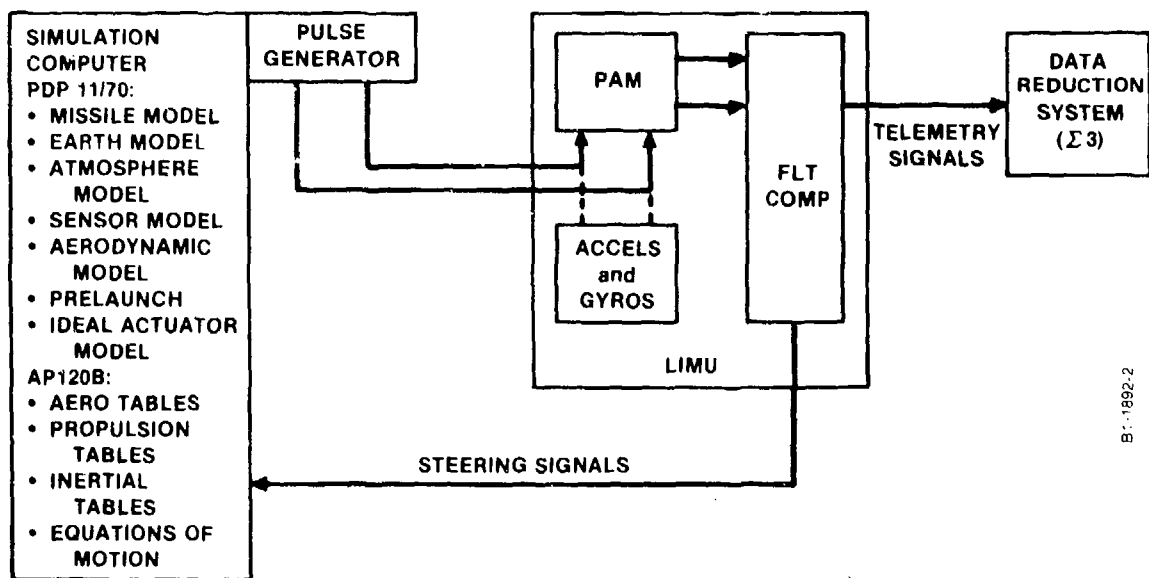 SIMULATION
COMPUTER
PDP 11/70:
• MISSILE MODEL
• EARTH MODEL
• ATMOSPHERE
MODEL
• SENSOR MODEL
• AERODYNAMIC
MODEL
• PRELAUNCH
• IDEAL ACTUATOR
MODEL
AP120B:
• AERO TABLES
• PROPULSION
TABLES
• INERTIAL
TABLES
• EQUATIONS OF
MOTION
PULSE
GENERATOR
PAM
ACCELS
and
GYROS
FLT
COMP
LIMU
TELEMETRY
SIGNALS
DATA
REDUCTION
SYSTEM
(Σ3)
STEERING SIGNALS
-1892-2